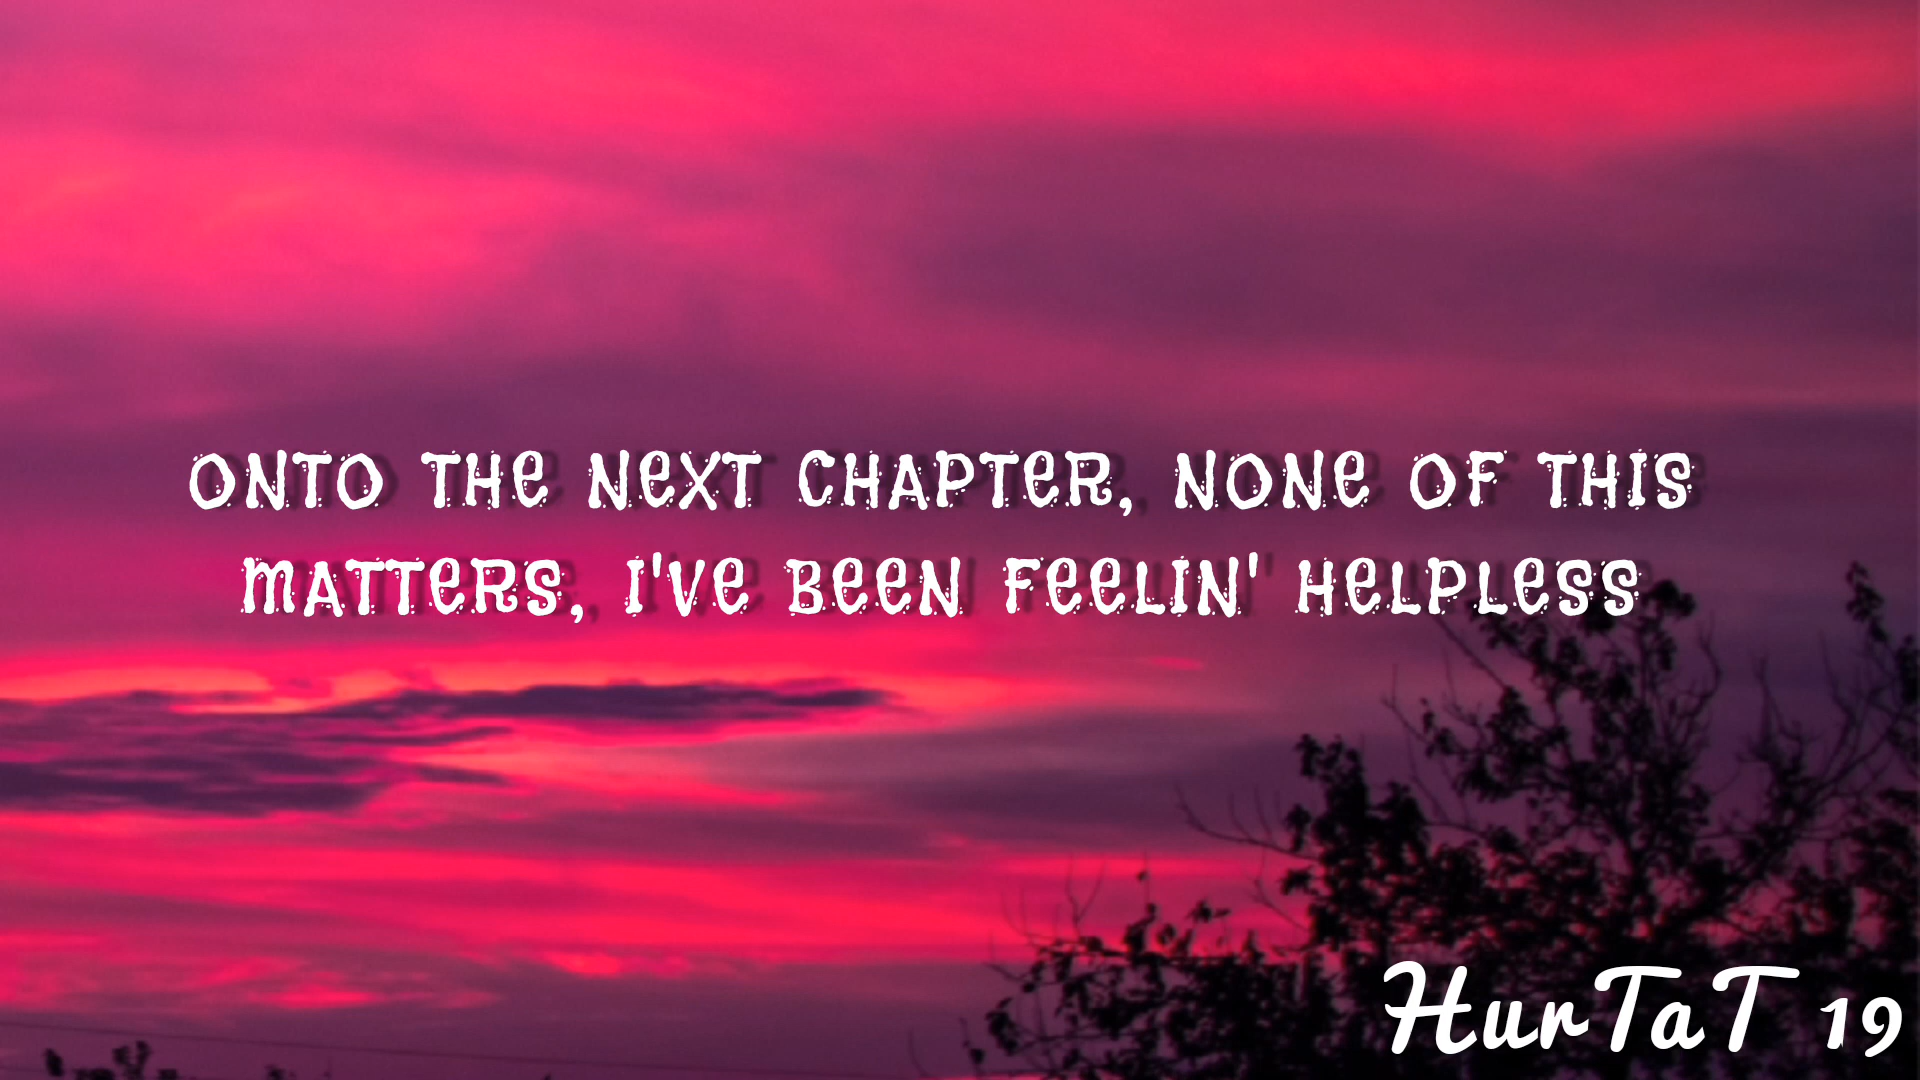 ONTO THE NeXT CHAPTeR, NONe OF THIS
MATTeRS, I'Ve BeeN FeeLIN' HeLPLeSS
HurTaT 19